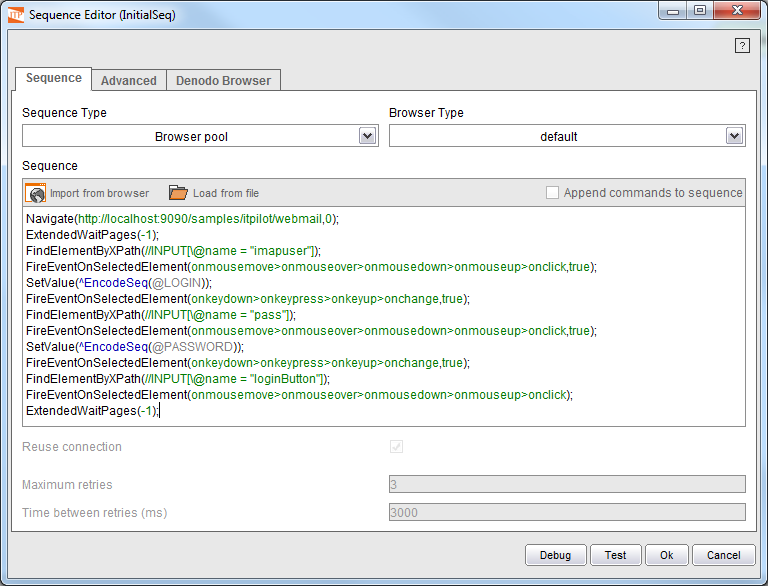 ITP Sequence Editor (InitialSeq)
?
Sequence Advanced Denodo Browser
Sequence Type Browser Type
Browser pool default
Sequence
Import from browser Load from file Append commands to sequence
Navigate(http://localhost:9090/samples/itpilot/webmail,0);
ExtendedWaitPages(-1);
FindElementByXPath(//INPUT[\@name = "imapuser"]);
FireEventOnSelectedElement(onmousemove>onmouseover>onmousedown>onmouseup>onclick,true);
SetValue(^EncodeSeq(@LOGIN));
FireEventOnSelectedElement(onkeydown>onkeypress>onkeyup>onchange,true);
FindElementByXPath(//INPUT[\@name = "pass"]);
FireEventOnSelectedElement(onmousemove>onmouseover>onmousedown>onmouseup>onclick,true);
SetValue(^EncodeSeq(@PASSWORD));
FireEventOnSelectedElement(onkeydown>onkeypress>onkeyup>onchange,true);
FindElementByXPath(//INPUT[\@name = "loginButton"]);
FireEventOnSelectedElement(onmousemove>onmouseover>onmousedown>onmouseup>onclick);
ExtendedWaitPages(-1);
Reuse connection
Maximum retries 3
Time between retries (ms) 3000
Debug Test Ok Cancel